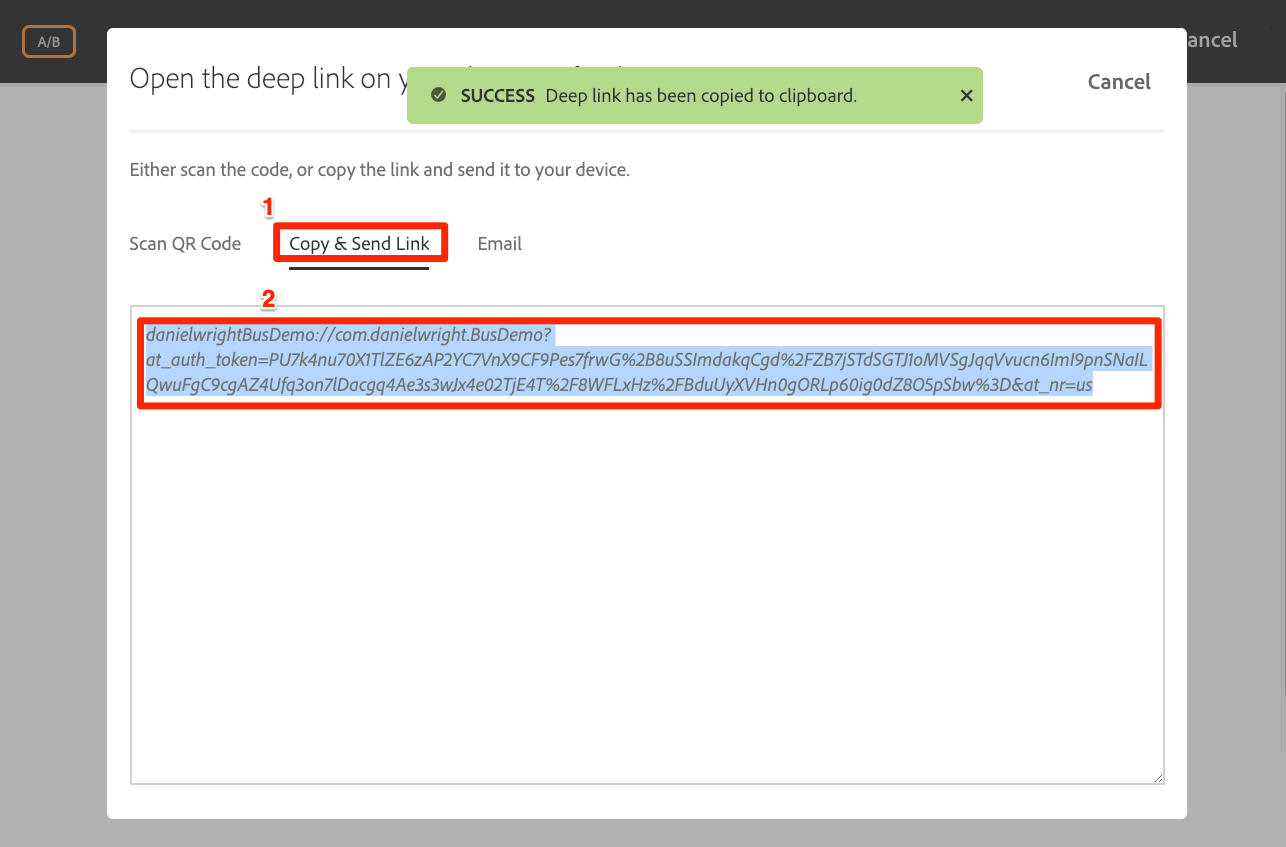 A/B
ancel
Open the deep link on
SUCCESS Deep link has been copied to clipboard.
Cancel
Either scan the code, or copy the link and send it to your device.
1
Scan QR Code
Copy & Send Link
Email
2
danielwrightBusDemo://com.danielwright.BusDemo?
at_auth_token=PU7k4nu70X1TlZE6zAP2YC7VnX9CF9Pes7frwG%2B8uSSImdakqCgd%2FZB7jSTdSGTJ1oMVSgJqqVvucn6ImI9pnSNaIL
QwuFgC9cgAZ4Ufq3on7lDacgq4Ae3s3wJx4e02TjE4T%2F8WFLxHz%2FBduUyXVHn0gORLp60ig0dZ8O5pSbw%3D&at_nr=us